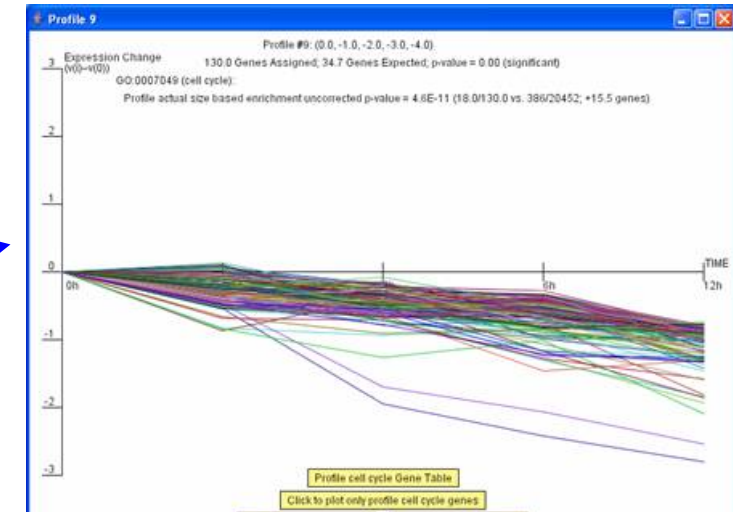 Profile 9
Profile #9: (0.0, -1.0, -2.0, -3.0, -4.0)
Expression Change
(v(i)-v(0))
130.0 Genes Assigned; 34.7 Genes Expected; p-value = 0.00 (significant)
GO:0007049 (cell cycle):
Profile actual size based enrichment uncorrected p-value = 4.6E-11 (18.0/130.0 vs. 386/20452; +15.5 genes)
3
2
1
0
TIME
0h
6h
12h
-1
-2
-3
Profile cell cycle Gene Table
Click to plot only profile cell cycle genes